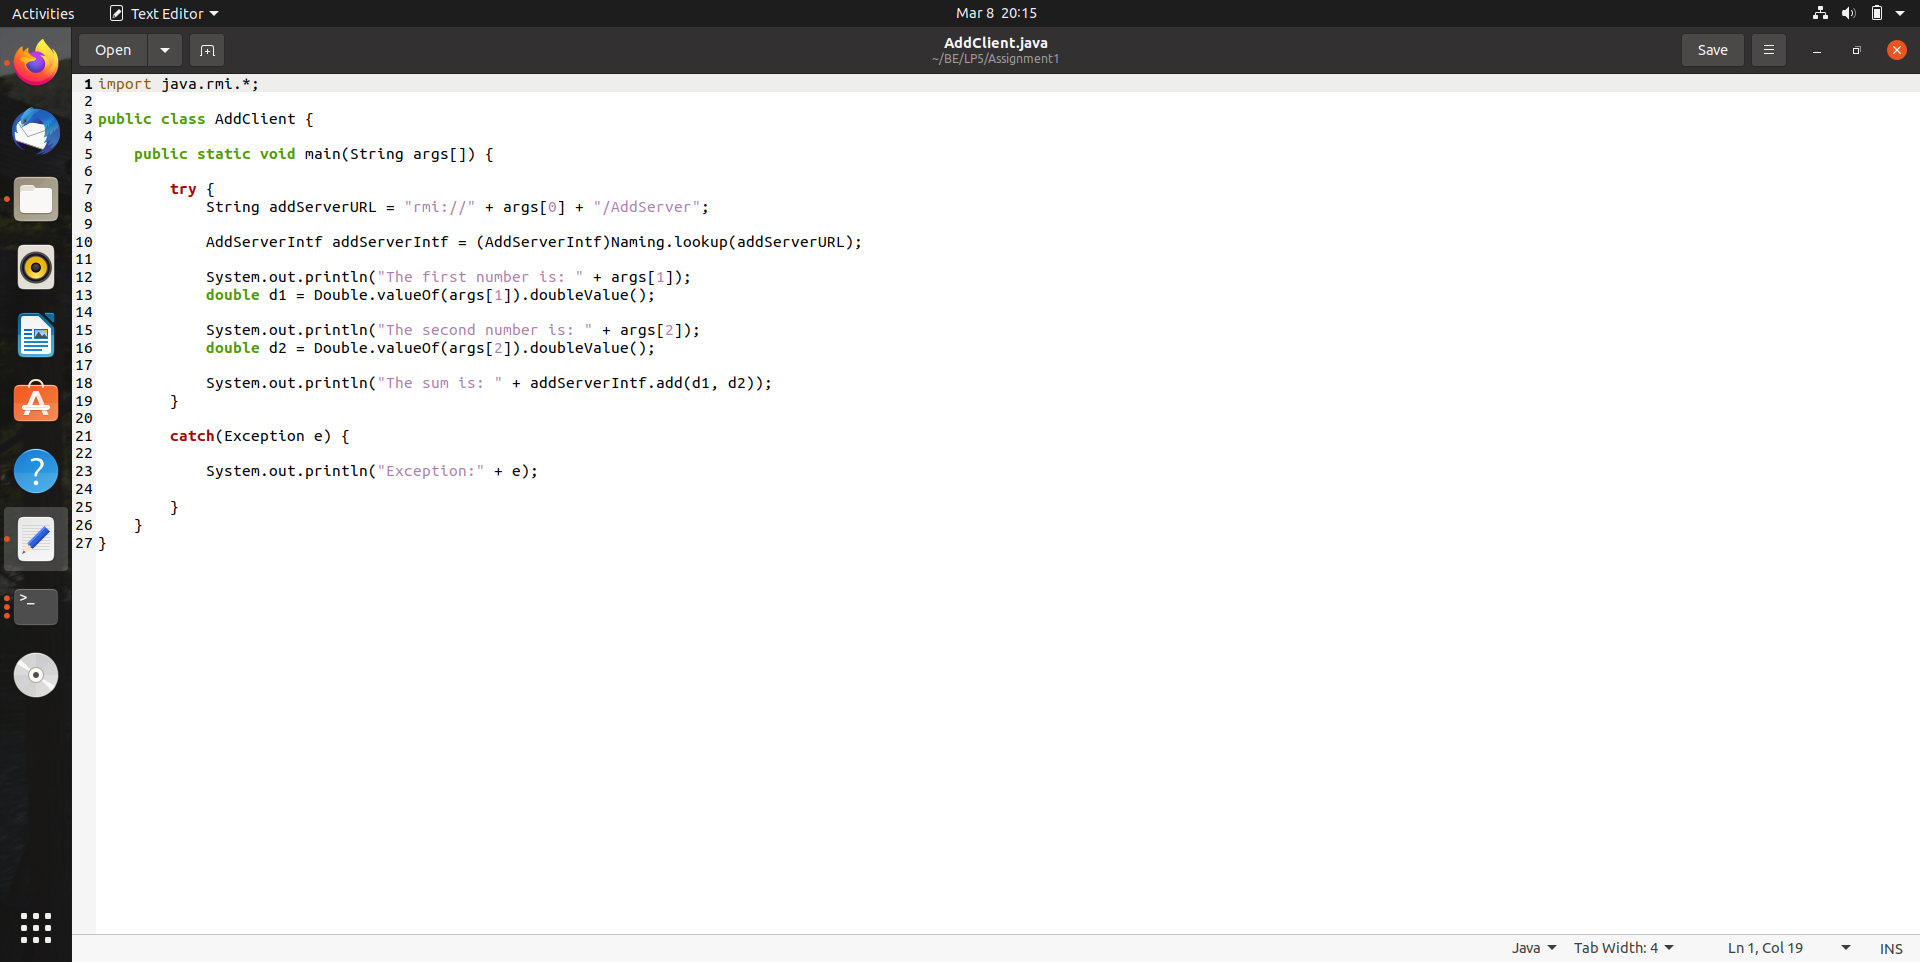 Activities Text Editor Mar 8 20:15
Open AddClient.java Save
~/BE/LP5/Assignment1
1 import java.rmi.*;
2
3 public class AddClient {
4
5     public static void main(String args[]) {
6
7         try {
8             String addServerURL = "rmi://" + args[0] + "/AddServer";
9
10             AddServerIntf addServerIntf = (AddServerIntf)Naming.lookup(addServerURL);
11
12             System.out.println("The first number is: " + args[1]);
13             double d1 = Double.valueOf(args[1]).doubleValue();
14
15             System.out.println("The second number is: " + args[2]);
16             double d2 = Double.valueOf(args[2]).doubleValue();
17
18             System.out.println("The sum is: " + addServerIntf.add(d1, d2));
19         }
20
21         catch(Exception e) {
22
23             System.out.println("Exception:" + e);
24
25         }
26     }
27 }
Java Tab Width: 4 Ln 1, Col 19 INS